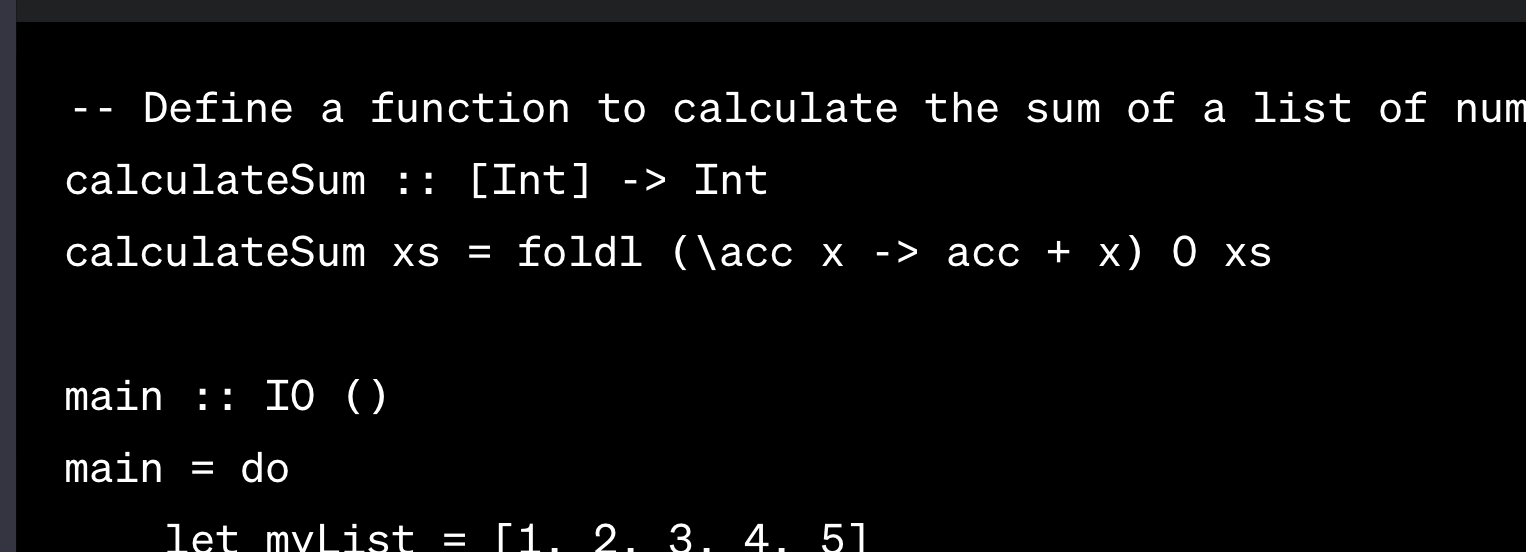 -- Define a function to calculate the sum of a list of num
calculateSum :: [Int] -> Int
calculateSum xs = foldl (\acc x -> acc + x) 0 xs
main :: IO ()
main = do
    let myList = [1, 2, 3, 4, 5]